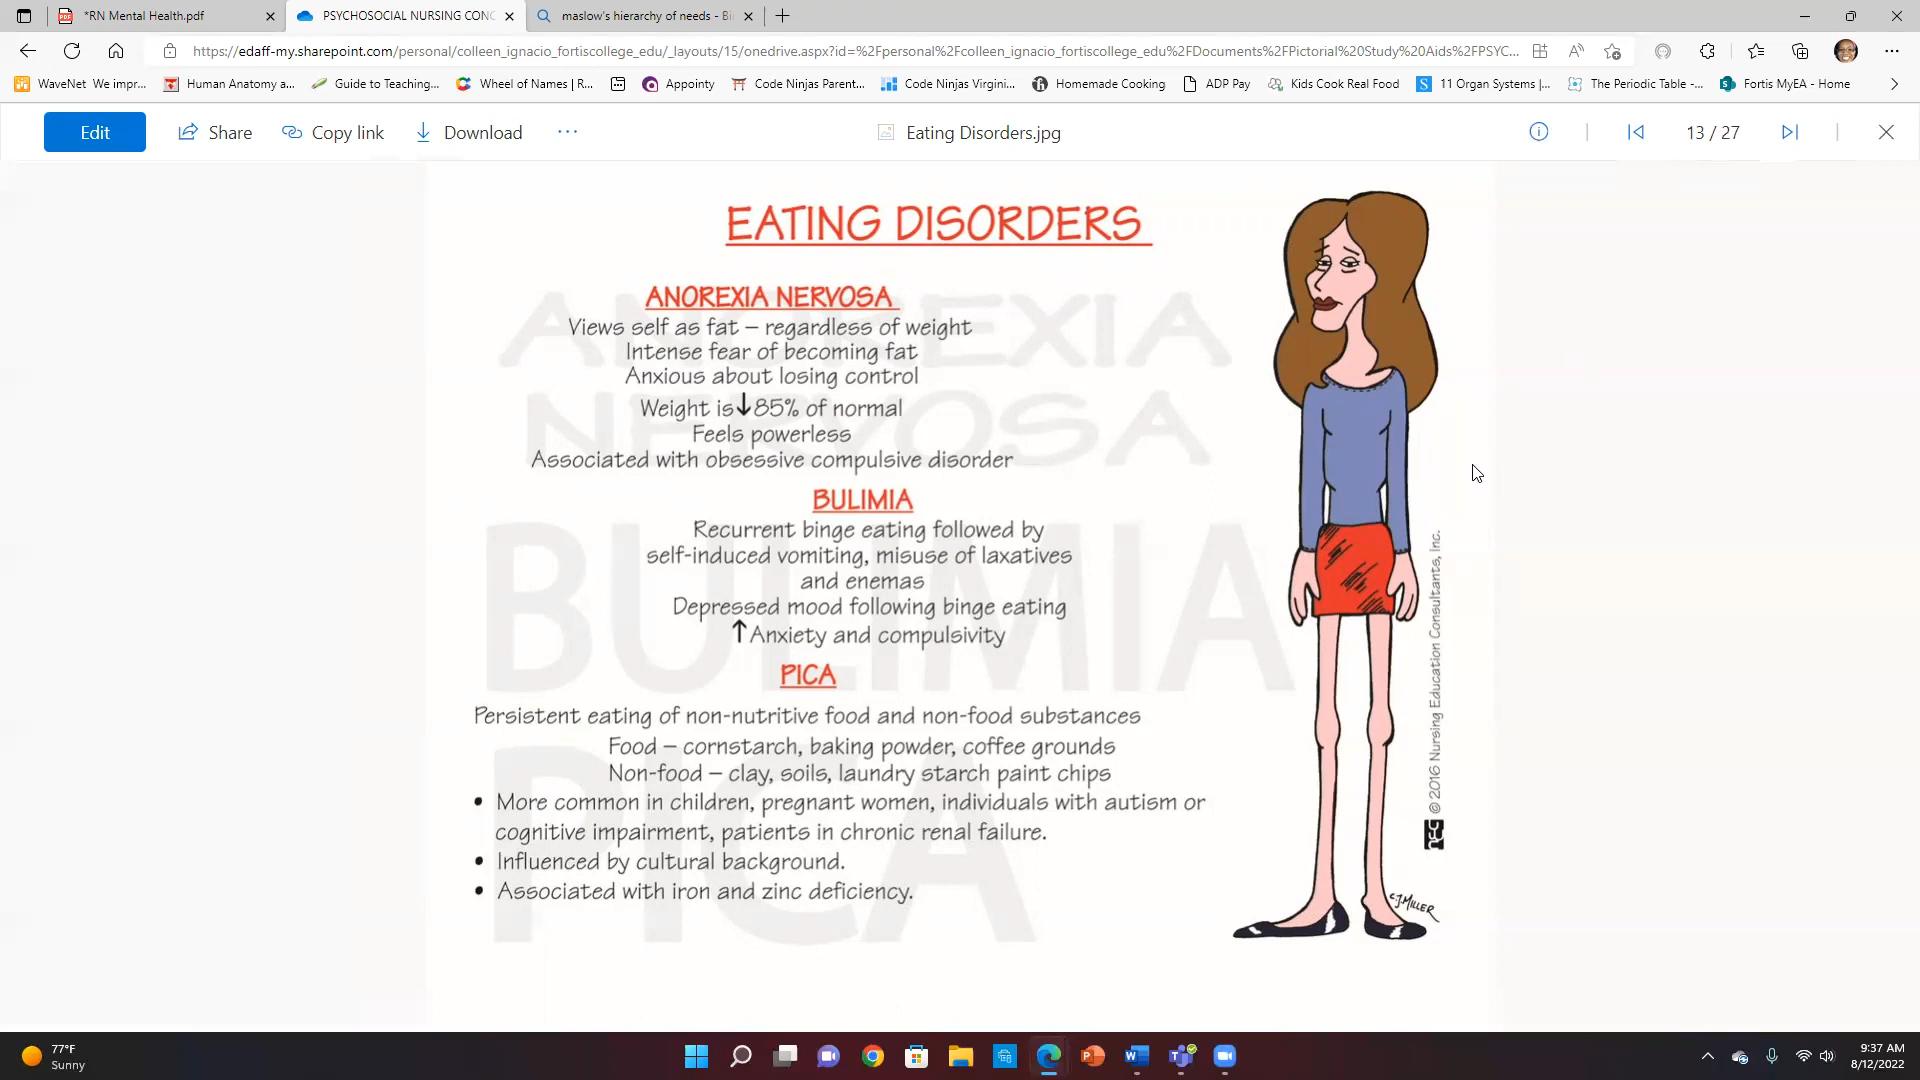 *RN Mental Health.pdf
PSYCHOSOCIAL NURSING CONC
maslow's hierarchy of needs - Bi
https://edaff-my.sharepoint.com/personal/colleen_ignacio_fortiscollege_edu/_layouts/15/onedrive.aspx?id=%2Fpersonal%2Fcolleen_ignacio_fortiscollege_edu%2FDocuments%2FPictorial%20Study%20Aids%2FPSYC...
WaveNet We impr...
Human Anatomy a...
Guide to Teaching...
Wheel of Names | R...
Appointy
Code Ninjas Parent...
Code Ninjas Virgini...
Homemade Cooking
ADP Pay
Kids Cook Real Food
11 Organ Systems |...
The Periodic Table -...
Fortis MyEA - Home
Edit
Share
Copy link
Download
Eating Disorders.jpg
13 / 27
EATING DISORDERS
ANOREXIA NERVOSA
Views self as fat – regardless of weight
Intense fear of becoming fat
Anxious about losing control
Weight is ↓ 85% of normal
Feels powerless
Associated with obsessive compulsive disorder
BULIMIA
Recurrent binge eating followed by
self-induced vomiting, misuse of laxatives
and enemas
Depressed mood following binge eating
↑ Anxiety and compulsivity
PICA
Persistent eating of non-nutritive food and non-food substances
Food – cornstarch, baking powder, coffee grounds
Non-food – clay, soils, laundry starch paint chips
• More common in children, pregnant women, individuals with autism or
cognitive impairment, patients in chronic renal failure.
• Influenced by cultural background.
• Associated with iron and zinc deficiency.
ANOREXIA
NERVOSA
BULIMIA
PICA
© 2016 Nursing Education Consultants, Inc.
C.J. MILLER
77°F
Sunny
9:37 AM
8/12/2022